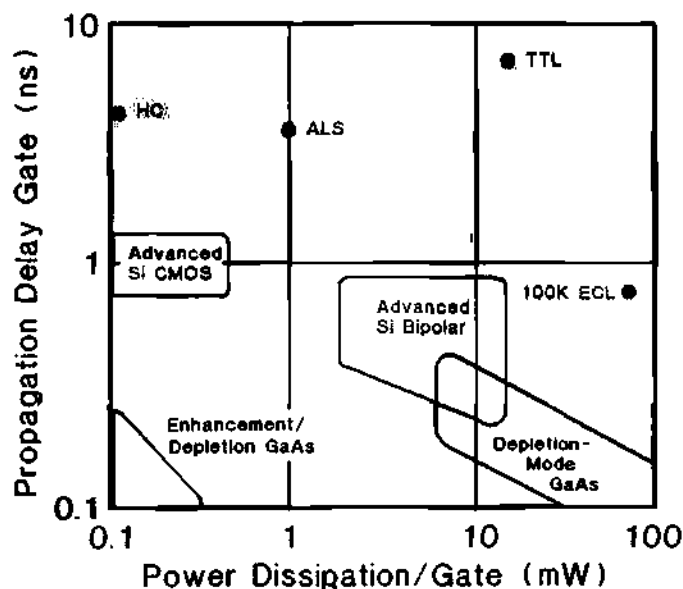 Propagation Delay Gate (ns)
10
1
0.1
HC
ALS
TTL
Advanced
Si CMOS
Advanced
Si Bipolar
100K ECL
Enhancement/
Depletion GaAs
Depletion-
Mode
GaAs
0.1
1
10
100
Power Dissipation/Gate (mW)